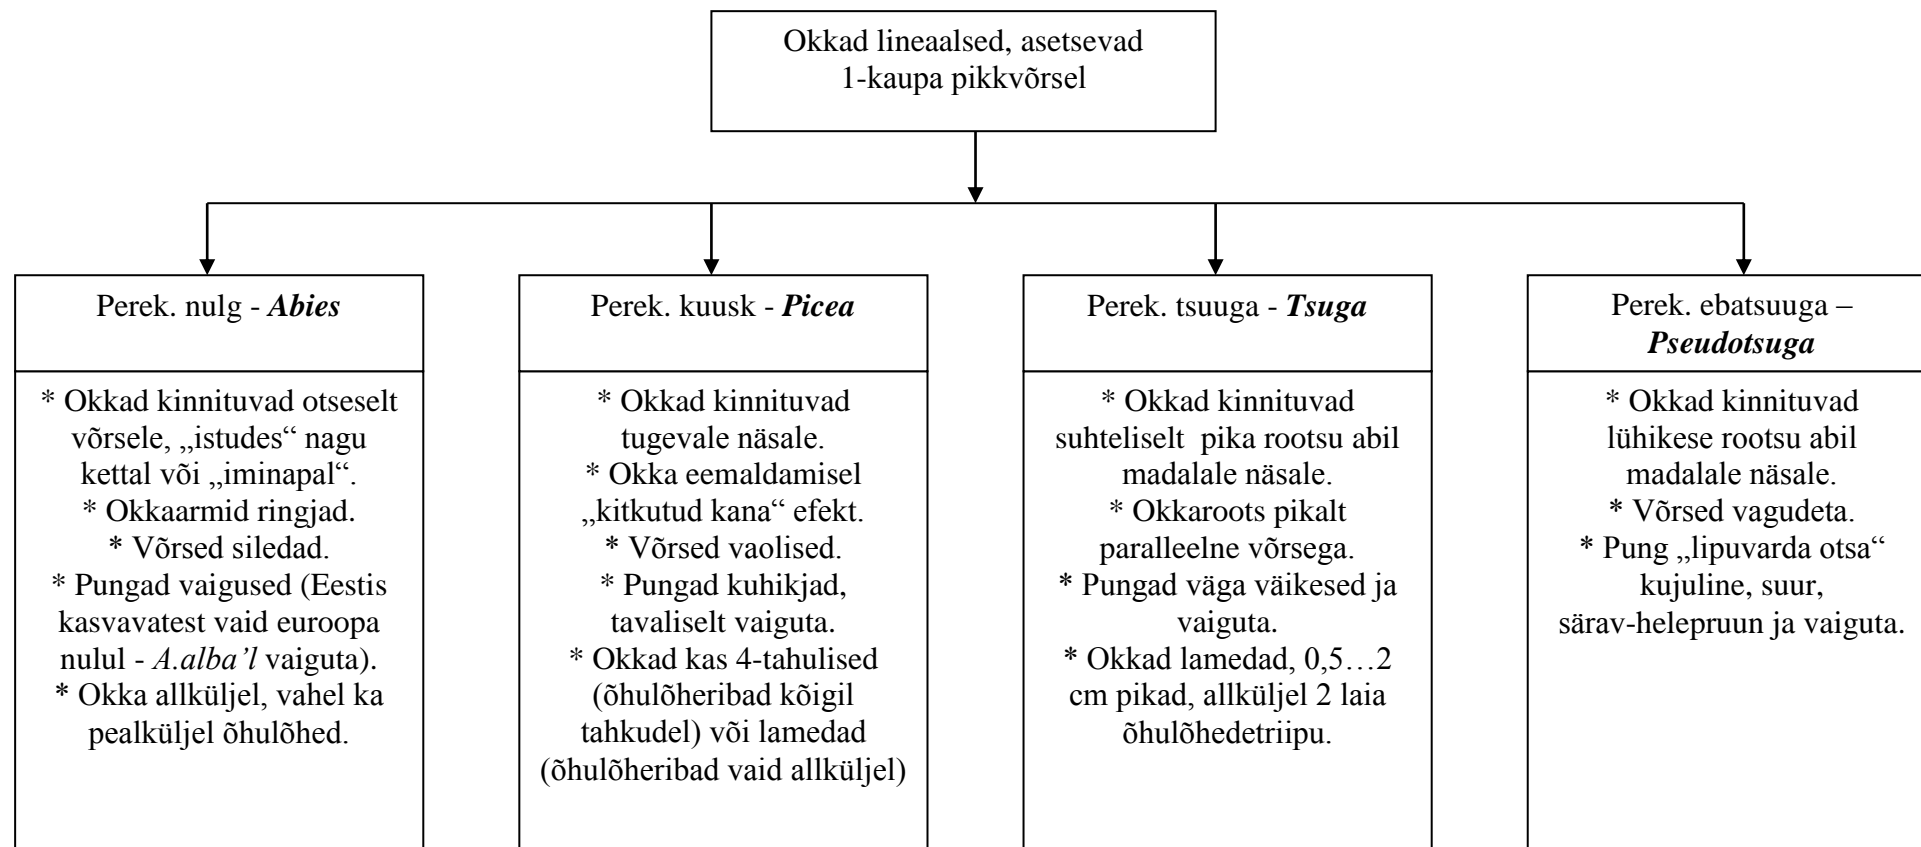 Okkad lineaalsed, asetsevad
1-kaupa pikkvõrsel
Perek. nulg - Abies
* Okkad kinnituvad otseselt
võrsele, „istudes“ nagu
kettal või „iminapal“.
* Okkaarmid ringjad.
* Võrsed siledad.
* Pungad vaigused (Eestis
kasvavatest vaid euroopa
nulul - A.alba’l vaiguta).
* Okka allküljel, vahel ka
pealküljel õhulõhed.
Perek. kuusk - Picea
* Okkad kinnituvad
tugevale näsale.
* Okka eemaldamisel
„kitkutud kana“ efekt.
* Võrsed vaolised.
* Pungad kuhikjad,
tavaliselt vaiguta.
* Okkad kas 4-tahulised
(õhulõheribad kõigil
tahkudel) või lamedad
(õhulõheribad vaid allküljel)
Perek. tsuuga - Tsuga
* Okkad kinnituvad
suhteliselt pika rootsu abil
madalale näsale.
* Okkaroots pikalt
paralleelne võrsega.
* Pungad väga väikesed ja
vaiguta.
* Okkad lamedad, 0,5…2
cm pikad, allküljel 2 laia
õhulõhedetriipu.
Perek. ebatsuuga –
Pseudotsuga
* Okkad kinnituvad
lühikese rootsu abil
madalale näsale.
* Võrsed vagudeta.
* Pung „lipuvarda otsa“
kujuline, suur,
särav-helepruun ja vaiguta.